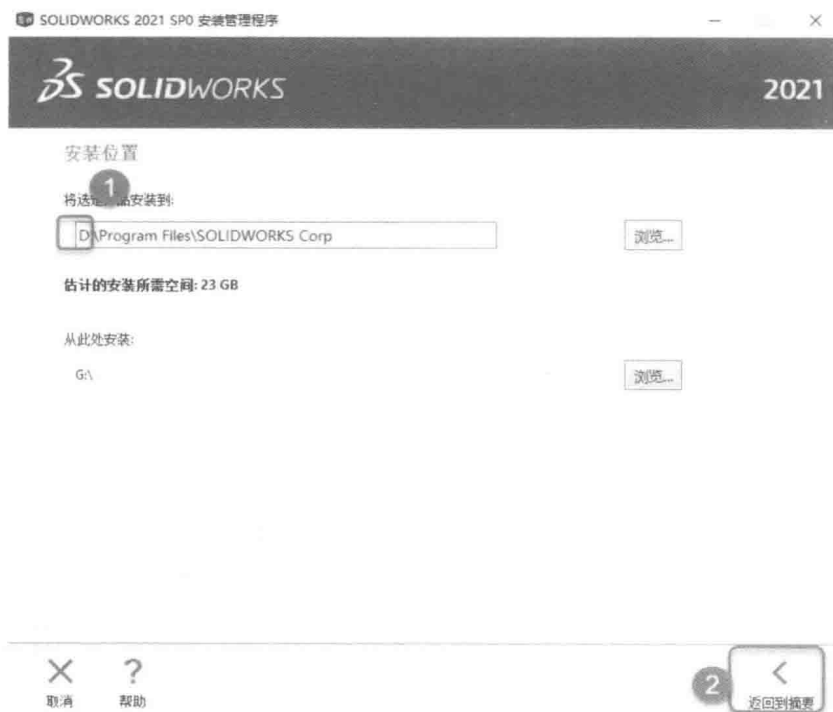 SOLIDWORKS 2021 SP0 安装管理程序
SOLIDWORKS
2021
安装位置
1
将选定产品安装到:
D:\Program Files\SOLIDWORKS Corp
浏览...
估计的安装所需空间: 23 GB
从此处安装:
G:\
浏览...
取消
帮助
2
返回到摘要